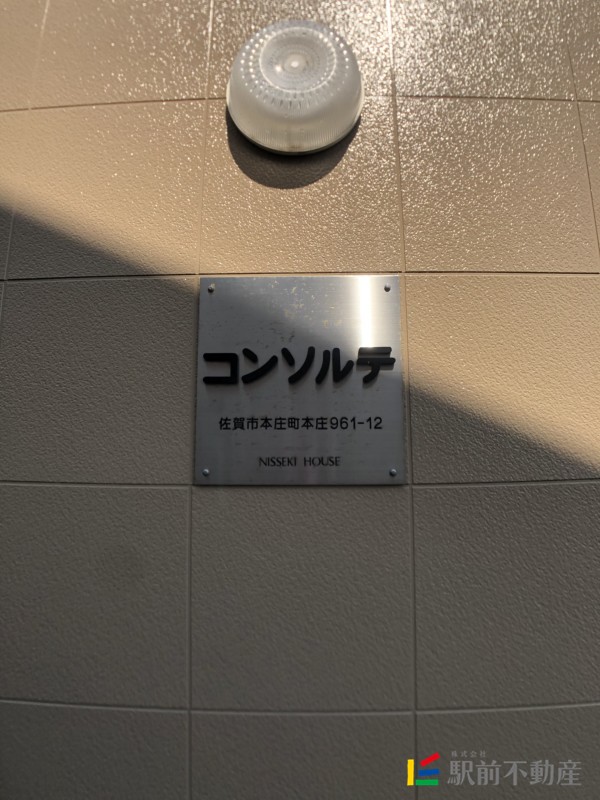 コンソルテ
佐賀市本庄町本庄961-12
NISSEKI HOUSE
株式会社
駅前不動産